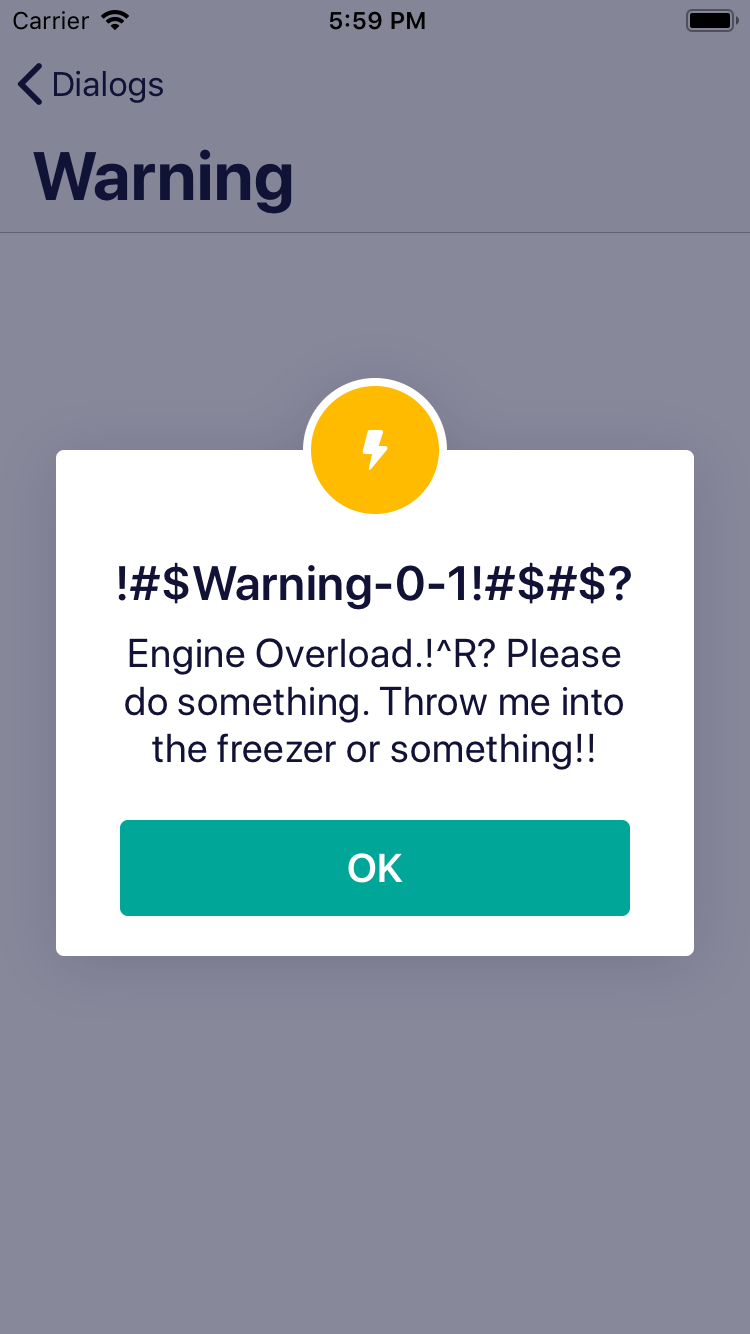 Carrier 5:59 PM
Dialogs
Warning
!#$Warning-0-1!#$#$?
Engine Overload.!^R? Please
do something. Throw me into
the freezer or something!!
OK